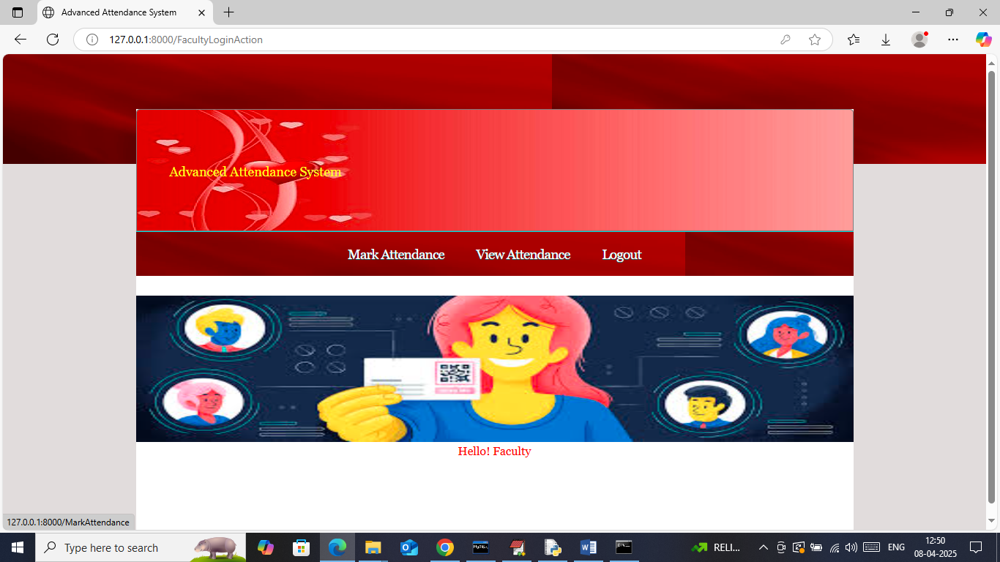 Advanced Attendance System
127.0.0.1:8000/FacultyLoginAction
Advanced Attendance System
Mark Attendance View Attendance Logout
Hello! Faculty
127.0.0.1:8000/MarkAttendance
Type here to search
RELI...
ENG
12:50
08-04-2025